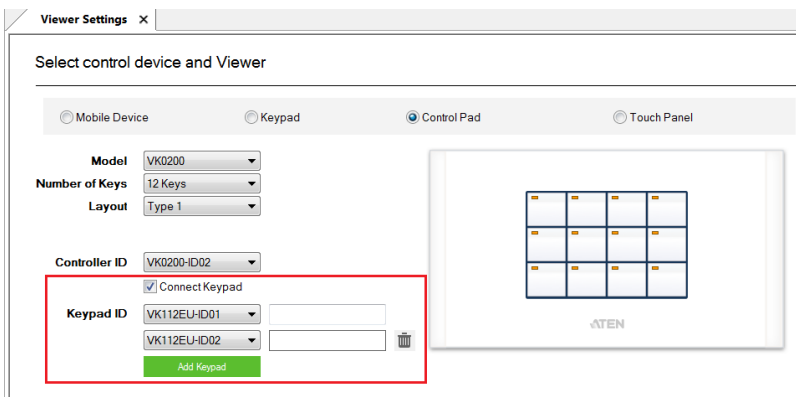 Viewer Settings X
Select control device and Viewer
Mobile Device Keypad Control Pad Touch Panel
Model VK0200
Number of Keys 12 Keys
Layout Type 1
Controller ID VK0200-ID02
Connect Keypad
Keypad ID VK112EU-ID01
VK112EU-ID02
Add Keypad
ATEN